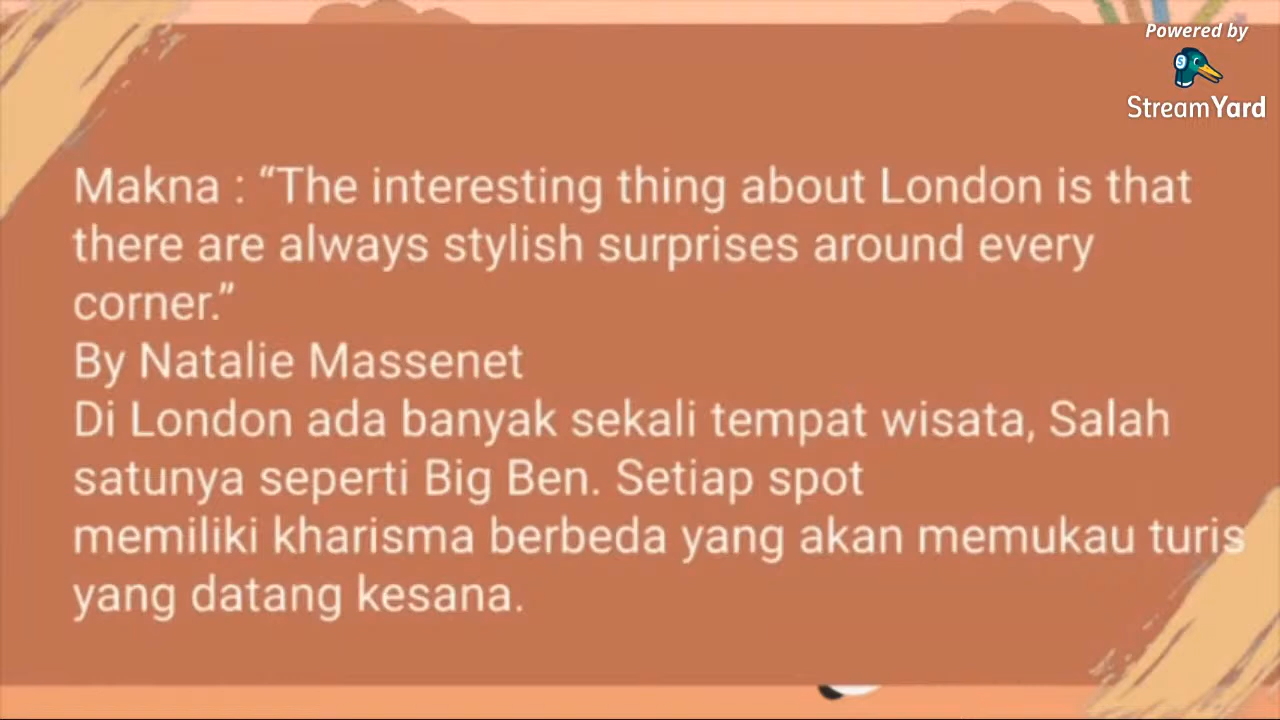 Powered by
StreamYard
Makna : “The interesting thing about London is that
there are always stylish surprises around every
corner.”
By Natalie Massenet
Di London ada banyak sekali tempat wisata, Salah
satunya seperti Big Ben. Setiap spot
memiliki kharisma berbeda yang akan memukau turis
yang datang kesana.